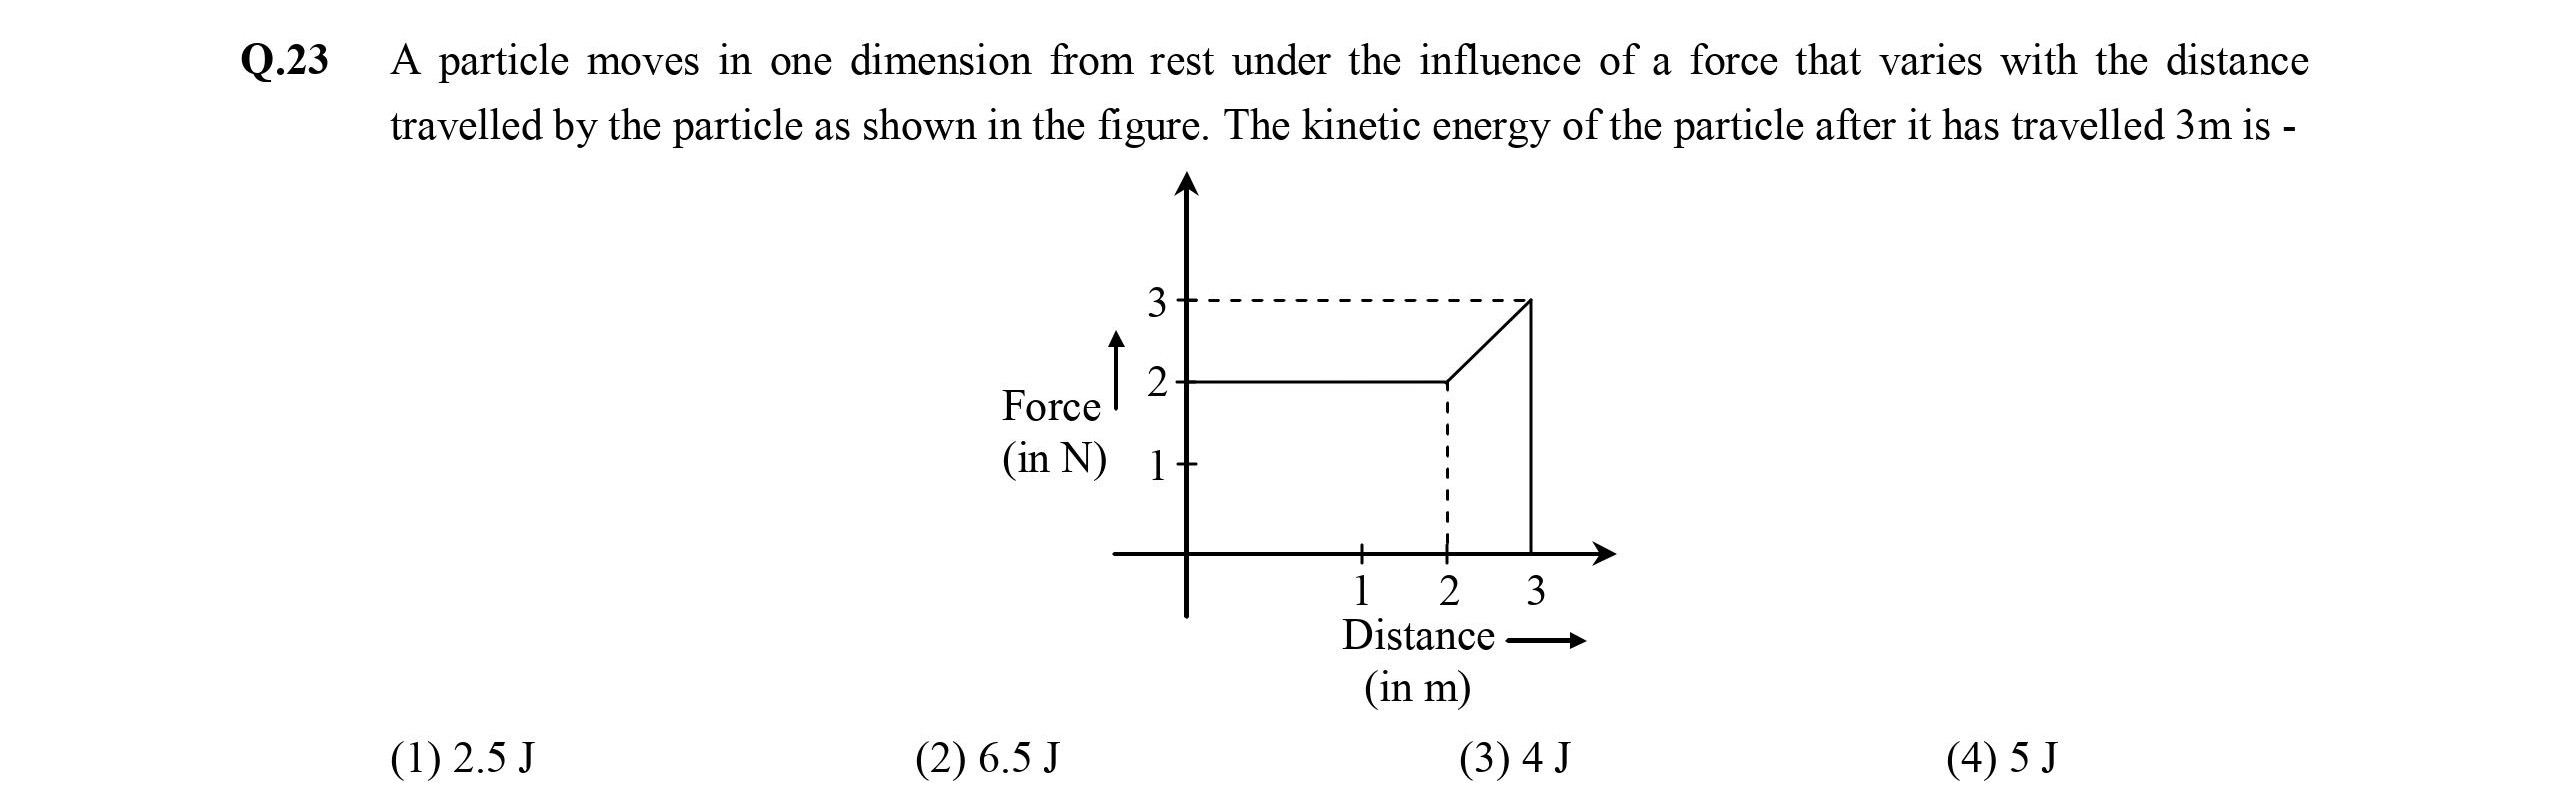 Q.23 A particle moves in one dimension from rest under the influence of a force that varies with the distance
travelled by the particle as shown in the figure. The kinetic energy of the particle after it has travelled 3m is -
3
2
Force
(in N)
1
1 2 3
Distance
(in m)
(1) 2.5 J (2) 6.5 J (3) 4 J (4) 5 J